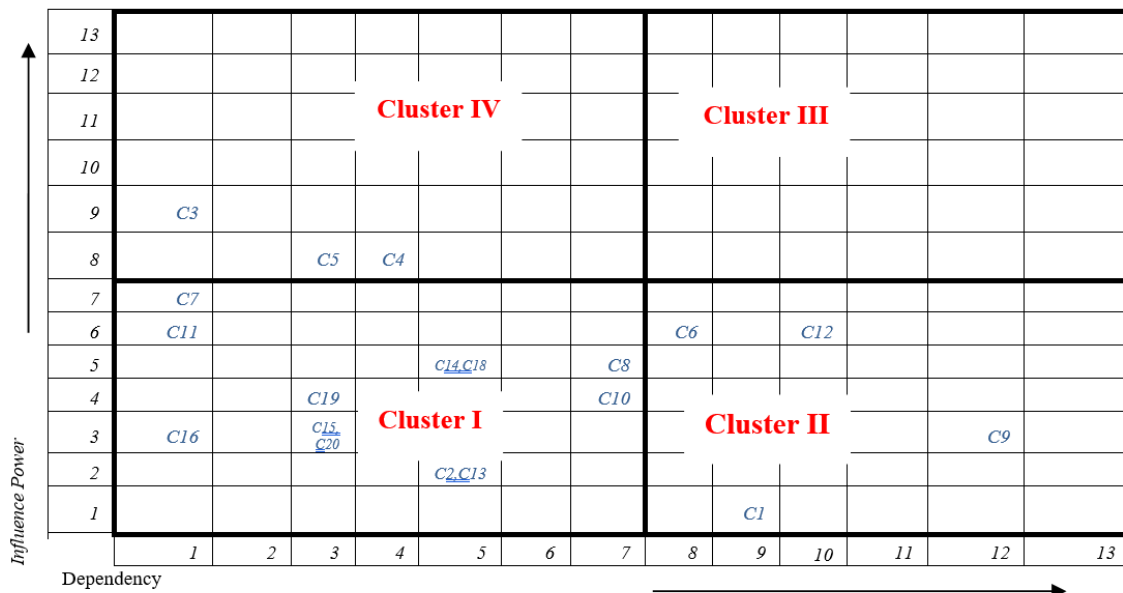 13
12
Cluster IV
Cluster III
11
10
9
C3
8
C5
C4
7
C7
6
C11
C6
C12
5
C14,C18
C8
4
C19
C10
Cluster I
Cluster II
3
C16
C15,
C20
C9
2
C2,C13
1
C1
Influence Power
1 2 3 4 5 6 7 8 9 10 11 12 13
Dependency